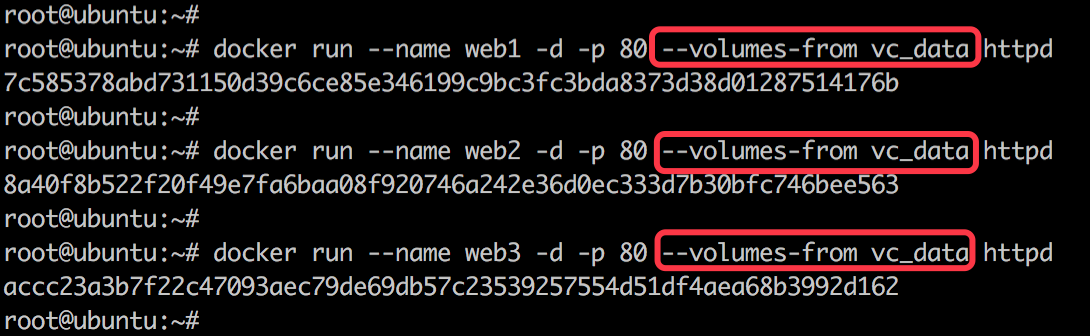 root@ubuntu:~#
root@ubuntu:~# docker run --name web1 -d -p 80 --volumes-from vc_data httpd
7c585378abd731150d39c6ce85e346199c9bc3fc3bda8373d38d01287514176b
root@ubuntu:~#
root@ubuntu:~# docker run --name web2 -d -p 80 --volumes-from vc_data httpd
8a40f8b522f20f49e7fa6baa08f920746a242e36d0ec333d7b30bfc746bee563
root@ubuntu:~#
root@ubuntu:~# docker run --name web3 -d -p 80 --volumes-from vc_data httpd
accc23a3b7f22c47093aec79de69db57c23539257554d51df4aea68b3992d162
root@ubuntu:~#